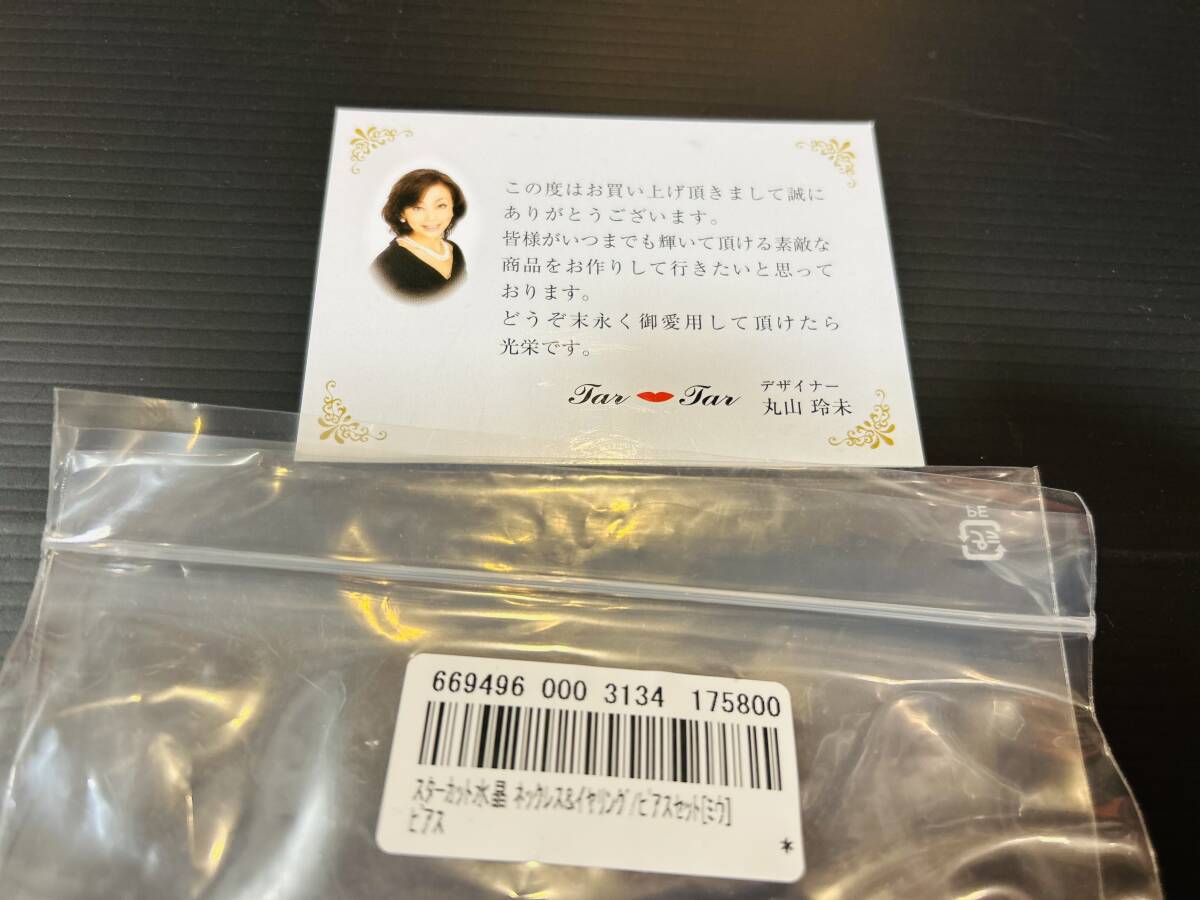 この度はお買い上げ頂きまして誠に
ありがとうございます。
皆様がいつまでも輝いて頂ける素敵な
商品をお作りして行きたいと思って
おります。
どうぞ末永く御愛用して頂けたら
光栄です。
Tar Tar
デザイナー
丸山 玲未
PE
プラ
669496 000 3134 175800
スターカット水晶 ネックレス&イヤリング/ピアスセット[ミウ]
ピアス
*